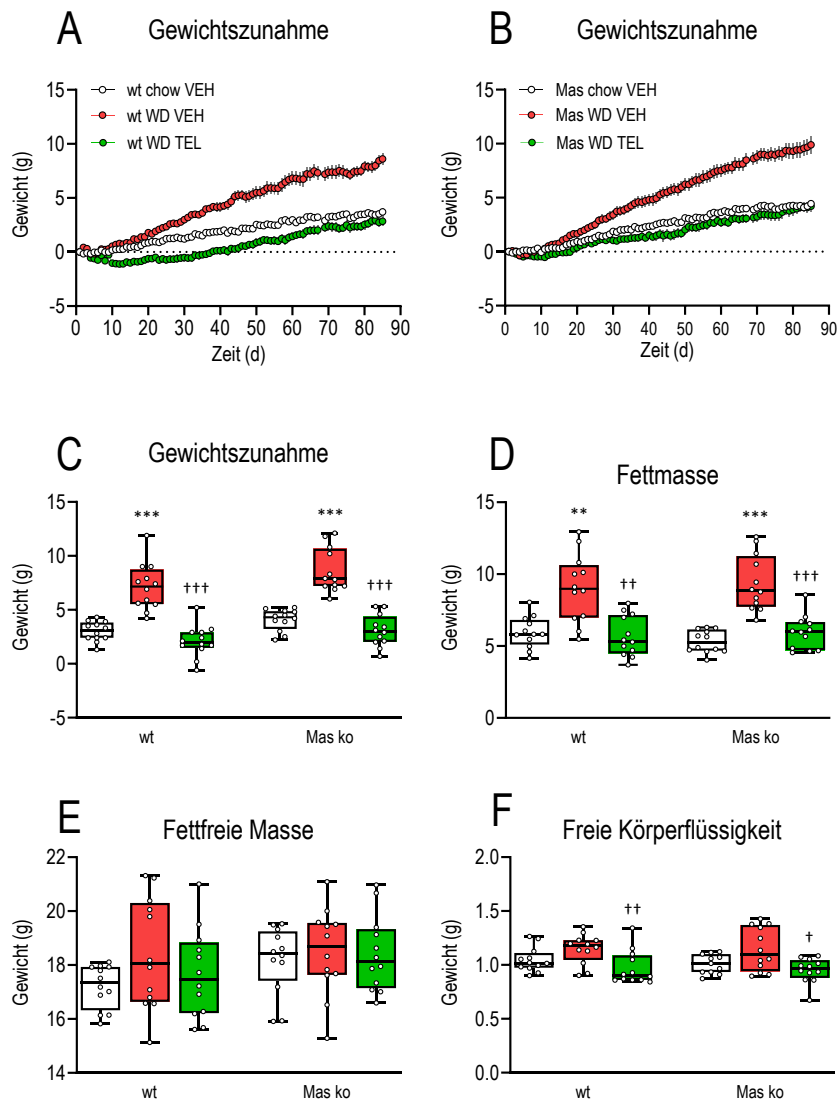 A
Gewichtszunahme
15
10
5
0
-5
Gewicht (g)
wt chow VEH
wt WD VEH
wt WD TEL
0 10 20 30 40 50 60 70 80 90
Zeit (d)
B
Gewichtszunahme
15
10
5
0
-5
Gewicht (g)
Mas chow VEH
Mas WD VEH
Mas WD TEL
0 10 20 30 40 50 60 70 80 90
Zeit (d)
C
Gewichtszunahme
15
10
5
0
-5
Gewicht (g)
***
†††
***
†††
wt Mas ko
D
Fettmasse
15
10
5
0
Gewicht (g)
**
††
***
†††
wt Mas ko
E
Fettfreie Masse
22
20
18
16
14
Gewicht (g)
wt Mas ko
F
Freie Körperflüssigkeit
2.0
1.5
1.0
0.5
0.0
Gewicht (g)
††
†
wt Mas ko